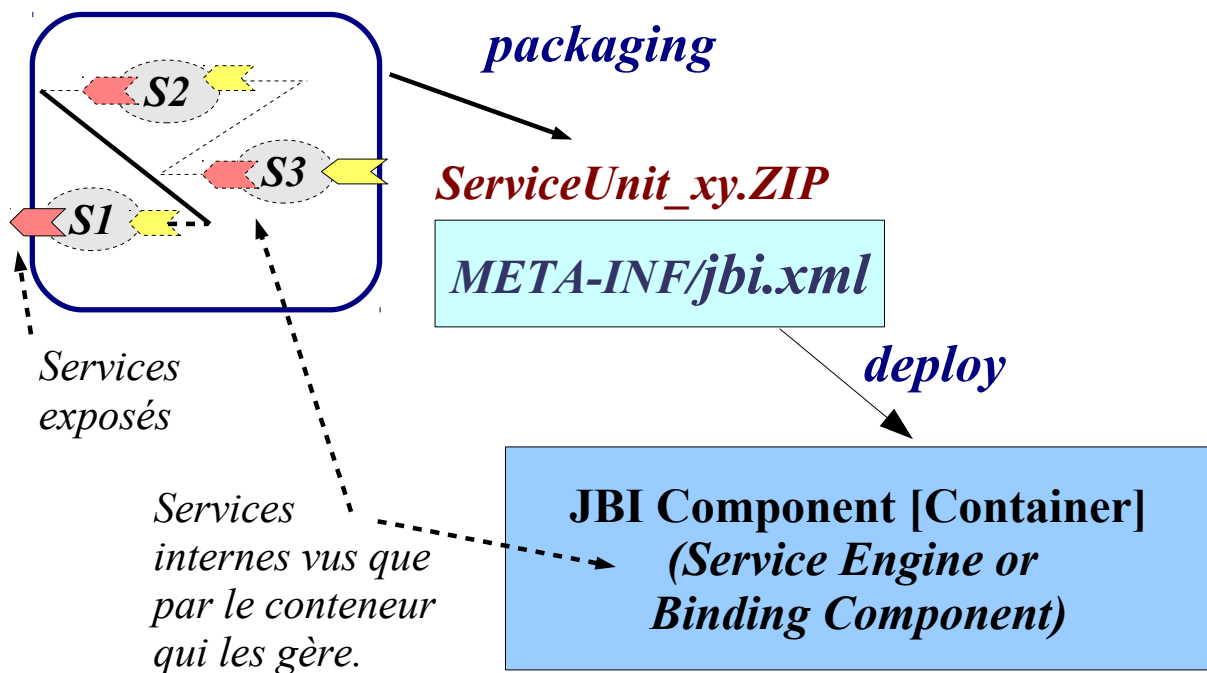 packaging
S2
S3
S1
ServiceUnit_xy.ZIP
META-INF/jbi.xml
Services
exposés
deploy
Services
internes vus que
par le conteneur
qui les gère.
JBI Component [Container]
(Service Engine or
Binding Component)